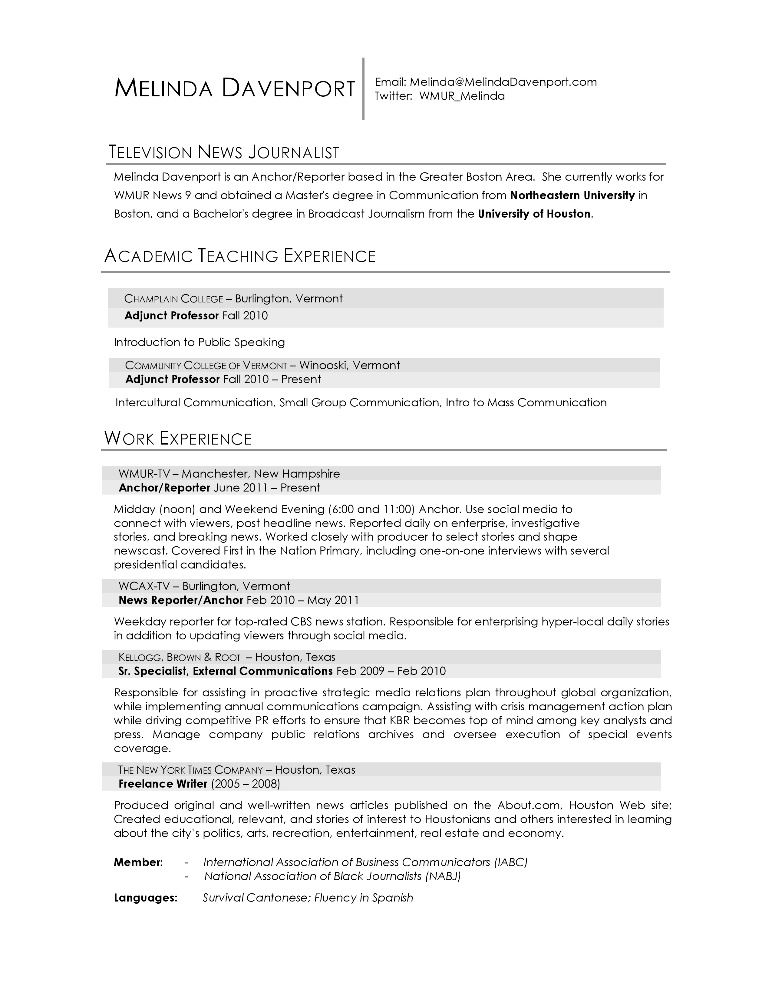 MELINDA DAVENPORT
Email: Melinda@MelindaDavenport.com
Twitter: WMUR_Melinda
TELEVISION NEWS JOURNALIST
Melinda Davenport is an Anchor/Reporter based in the Greater Boston Area. She currently works for
WMUR News 9 and obtained a Master's degree in Communication from Northeastern University in
Boston, and a Bachelor's degree in Broadcast Journalism from the University of Houston.
ACADEMIC TEACHING EXPERIENCE
CHAMPLAIN COLLEGE – Burlington, Vermont
Adjunct Professor Fall 2010
Introduction to Public Speaking
COMMUNITY COLLEGE OF VERMONT – Winooski, Vermont
Adjunct Professor Fall 2010 – Present
Intercultural Communication, Small Group Communication, Intro to Mass Communication
WORK EXPERIENCE
WMUR-TV – Manchester, New Hampshire
Anchor/Reporter June 2011 – Present
Midday (noon) and Weekend Evening (6:00 and 11:00) Anchor. Use social media to
connect with viewers, post headline news. Reported daily on enterprise, investigative
stories, and breaking news. Worked closely with producer to select stories and shape
newscast. Covered First in the Nation Primary, including one-on-one interviews with several
presidential candidates.
WCAX-TV – Burlington, Vermont
News Reporter/Anchor Feb 2010 – May 2011
Weekday reporter for top-rated CBS news station. Responsible for enterprising hyper-local daily stories
in addition to updating viewers through social media.
KELLOGG, BROWN & ROOT – Houston, Texas
Sr. Specialist, External Communications Feb 2009 – Feb 2010
Responsible for assisting in proactive strategic media relations plan throughout global organization,
while implementing annual communications campaign. Assisting with crisis management action plan
while driving competitive PR efforts to ensure that KBR becomes top of mind among key analysts and
press. Manage company public relations archives and oversee execution of special events
coverage.
THE NEW YORK TIMES COMPANY – Houston, Texas
Freelance Writer (2005 – 2008)
Produced original and well-written news articles published on the About.com, Houston Web site;
Created educational, relevant, and stories of interest to Houstonians and others interested in learning
about the city's politics, arts, recreation, entertainment, real estate and economy.
Member: - International Association of Business Communicators (IABC)
- National Association of Black Journalists (NABJ)
Languages: Survival Cantonese; Fluency in Spanish